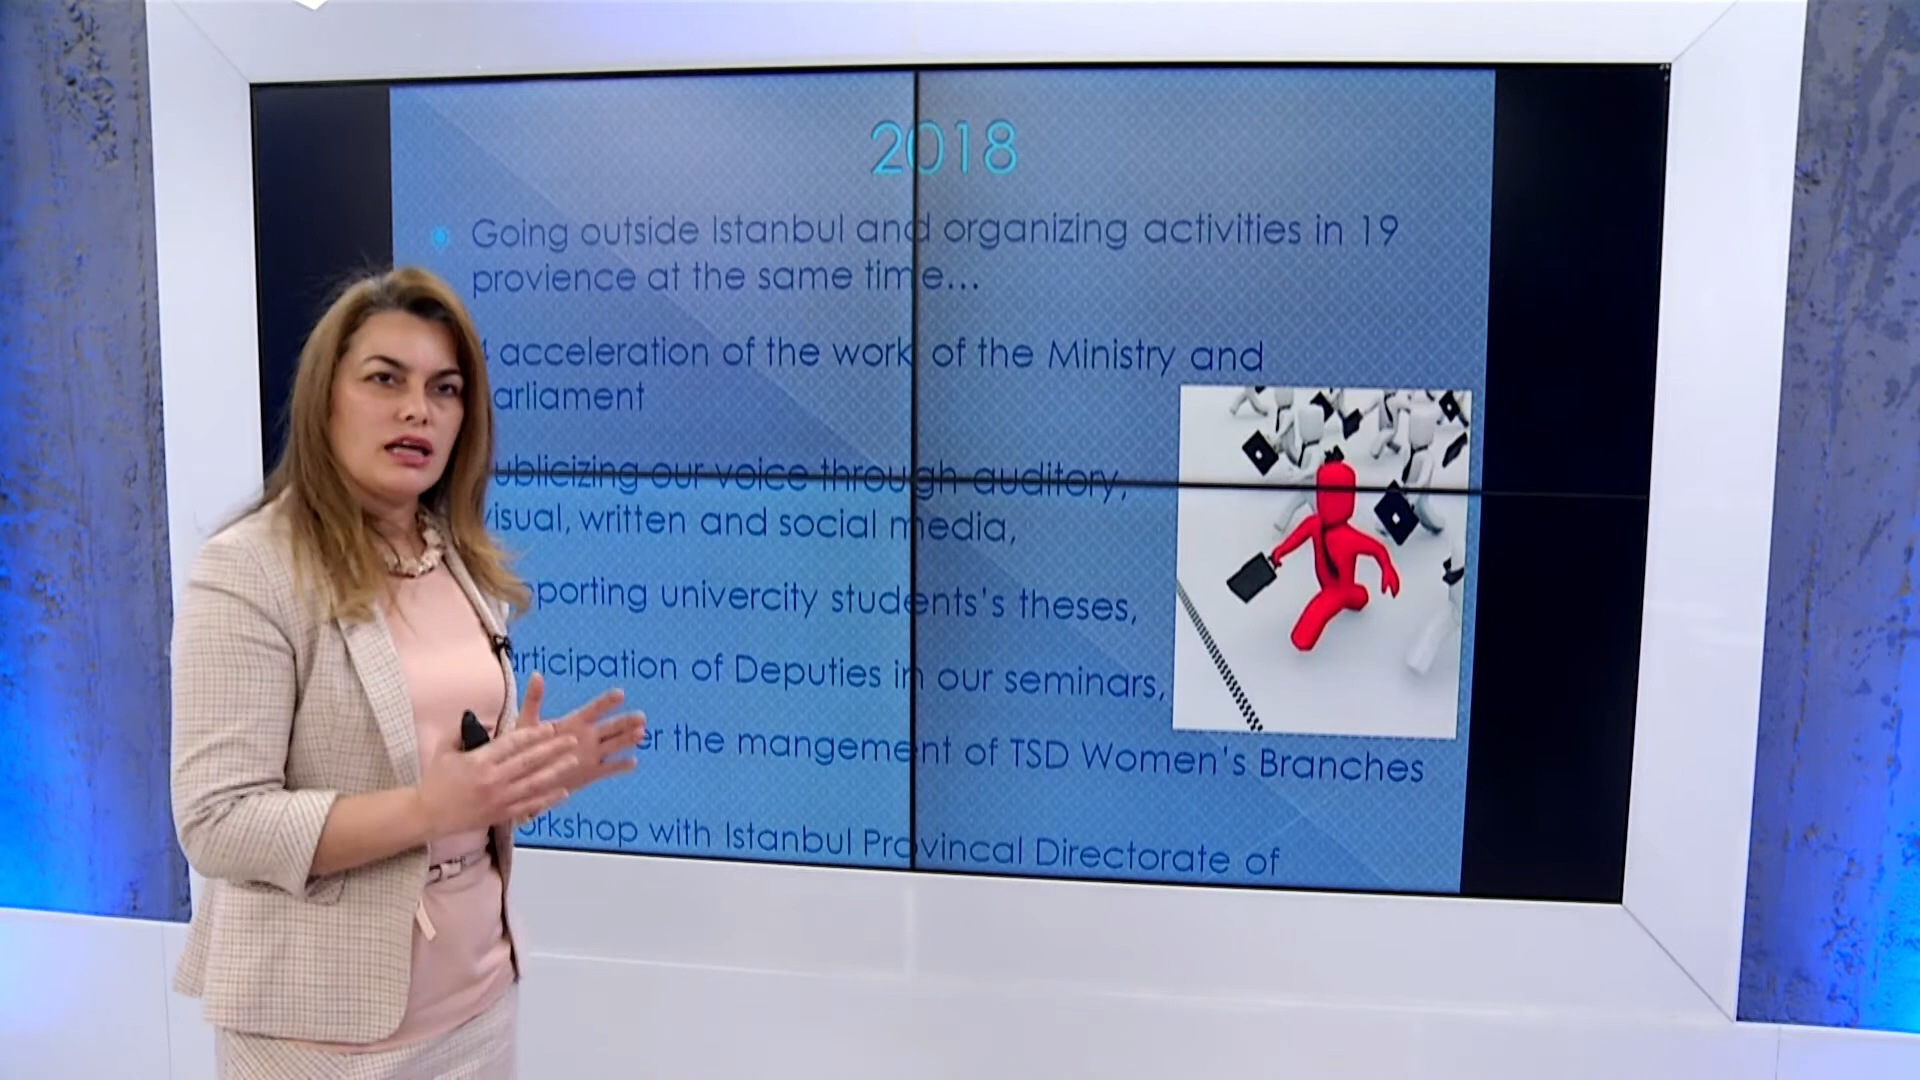 2018
Going outside Istanbul and organizing activities in 19
provience at the same time...
acceleration of the work of the Ministry and
arliament
ublicizing our voice through auditory,
visual, written and social media,
porting univercity students's theses,
articipation of Deputies in our seminars,
er the mangement of TSD Women's Branches
orkshop with Istanbul Provincal Directorate of